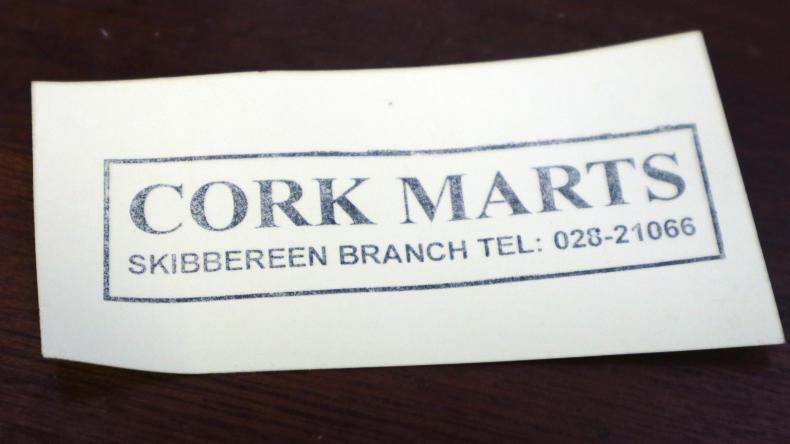 CORK MARTS
SKIBBEREEN BRANCH TEL: 028-21066